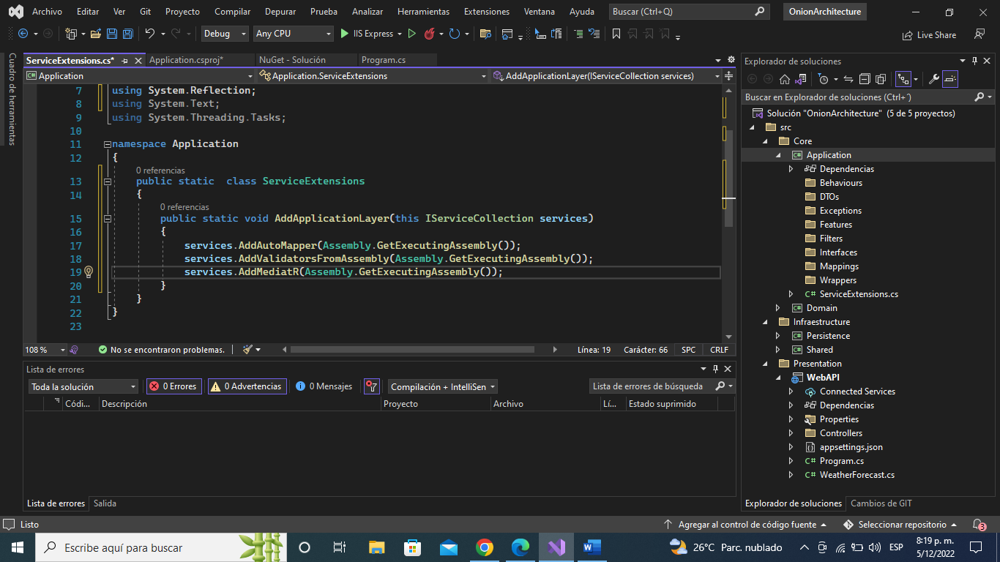 Archivo Editar Ver Git Proyecto Compilar Depurar Prueba Analizar Herramientas Extensiones Ventana Ayuda Buscar (Ctrl+Q) OnionArchitecture
Debug Any CPU IIS Express Live Share
Cuadro de herramientas
ServiceExtensions.cs* Application.csproj* NuGet - Solución Program.cs
Application Application.ServiceExtensions AddApplicationLayer(IServiceCollection services)
7 using System.Reflection;
8 using System.Text;
9 using System.Threading.Tasks;
10
11 namespace Application
12 {
0 referencias
13 public static  class ServiceExtensions
14 {
0 referencias
15 public static void AddApplicationLayer(this IServiceCollection services)
16 {
17 services.AddAutoMapper(Assembly.GetExecutingAssembly());
18 services.AddValidatorsFromAssembly(Assembly.GetExecutingAssembly());
19 services.AddMediatR(Assembly.GetExecutingAssembly());
20 }
21 }
22 }
23
108 % No se encontraron problemas. Línea: 19 Carácter: 66 SPC CRLF
Lista de errores
Toda la solución 0 Errores 0 Advertencias 0 Mensajes Compilación + IntelliSen Lista de errores de búsqueda
Códi... Descripción Proyecto Archivo Lí... Estado suprimido
Lista de errores Salida
Explorador de soluciones
Buscar en Explorador de soluciones (Ctrl+´)
Solución "OnionArchitecture" (5 de 5 proyectos)
src
Core
C# Application
Dependencias
Behaviours
DTOs
Exceptions
Features
Filters
Interfaces
Mappings
Wrappers
C# ServiceExtensions.cs
C# Domain
Infrastructure
C# Persistence
C# Shared
Presentation
WebAPI
Connected Services
Dependencias
Properties
Controllers
appsettings.json
C# Program.cs
C# WeatherForecast.cs
Explorador de soluciones Cambios de GIT
Listo Agregar al control de código fuente Seleccionar repositorio 3
Escribe aquí para buscar 26°C Parc. nublado ESP 8:19 p. m.
5/12/2022